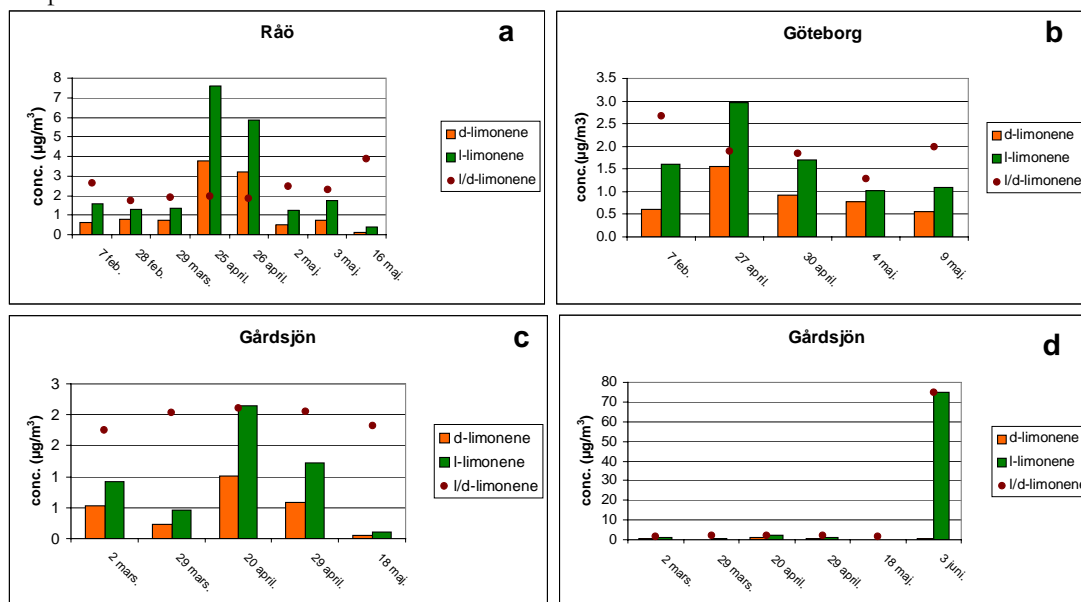 Råö
a
8
7
6
5
4
3
2
1
0
conc. (µg/m³)
7 feb.
28 feb.
29 mars.
25 april.
26 april.
2 maj.
3 maj.
16 maj.
d-limonene
l-limonene
l/d-limonene
Göteborg
b
3.5
3.0
2.5
2.0
1.5
1.0
0.5
0.0
conc.(µg/m3)
7 feb.
27 april.
30 april.
4 maj.
9 maj.
d-limonene
l-limonene
l/d-limonene
Gårdsjön
c
3
2
2
1
1
0
conc. (µg/m³)
2 mars.
29 mars.
20 april.
29 april.
18 maj.
d-limonene
l-limonene
l/d-limonene
Gårdsjön
d
80
70
60
50
40
30
20
10
0
conc. (µg/m³)
2 mars.
29 mars.
20 april.
29 april.
18 maj.
3 juni.
d-limonene
l-limonene
l/d-limonene